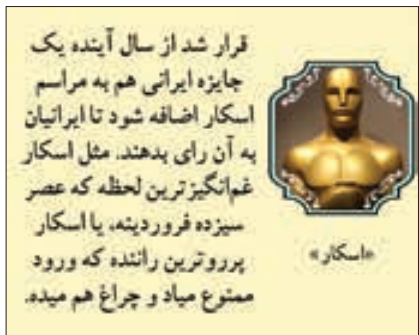 قرار شد از سال آینده یک
جایزه ایرانی هم به مراسم
اسکار اضافه شود تا ایرانیان
به آن رای بدهند. مثل اسکار
غم‌انگیزترین لحظه که عصر
سیزده فروردینه، یا اسکار
پرروترین راننده که ورود
ممنوع میاد و چراغ هم میده.
«اسکار»